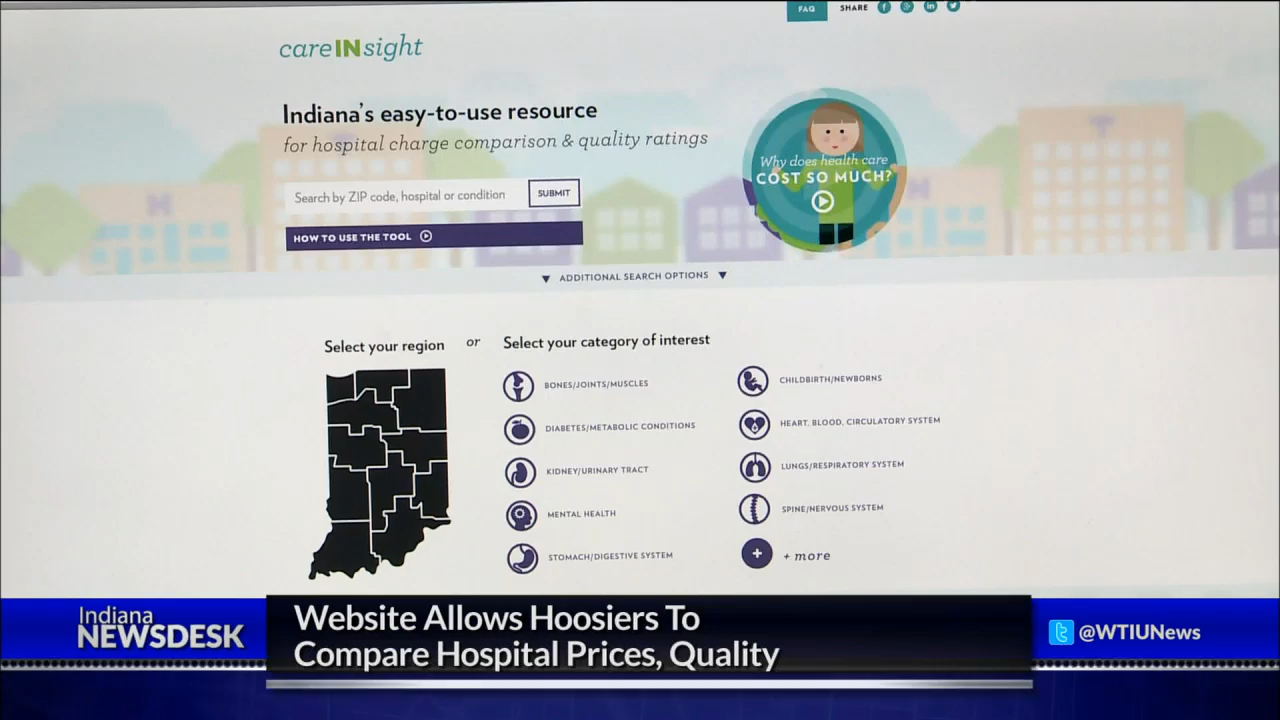 FAQ
SHARE
careINsight
Indiana's easy-to-use resource
for hospital charge comparison & quality ratings
Search by ZIP code, hospital or condition
SUBMIT
HOW TO USE THE TOOL
Why does health care
COST SO MUCH?
ADDITIONAL SEARCH OPTIONS
Select your region
or
Select your category of interest
BONES/JOINTS/MUSCLES
DIABETES/METABOLIC CONDITIONS
KIDNEY/URINARY TRACT
MENTAL HEALTH
STOMACH/DIGESTIVE SYSTEM
CHILDBIRTH/NEWBORNS
HEART, BLOOD, CIRCULATORY SYSTEM
LUNGS/RESPIRATORY SYSTEM
SPINE/NERVOUS SYSTEM
+ more
Indiana
NEWSDESK
Website Allows Hoosiers To
Compare Hospital Prices, Quality
@WTIUNews